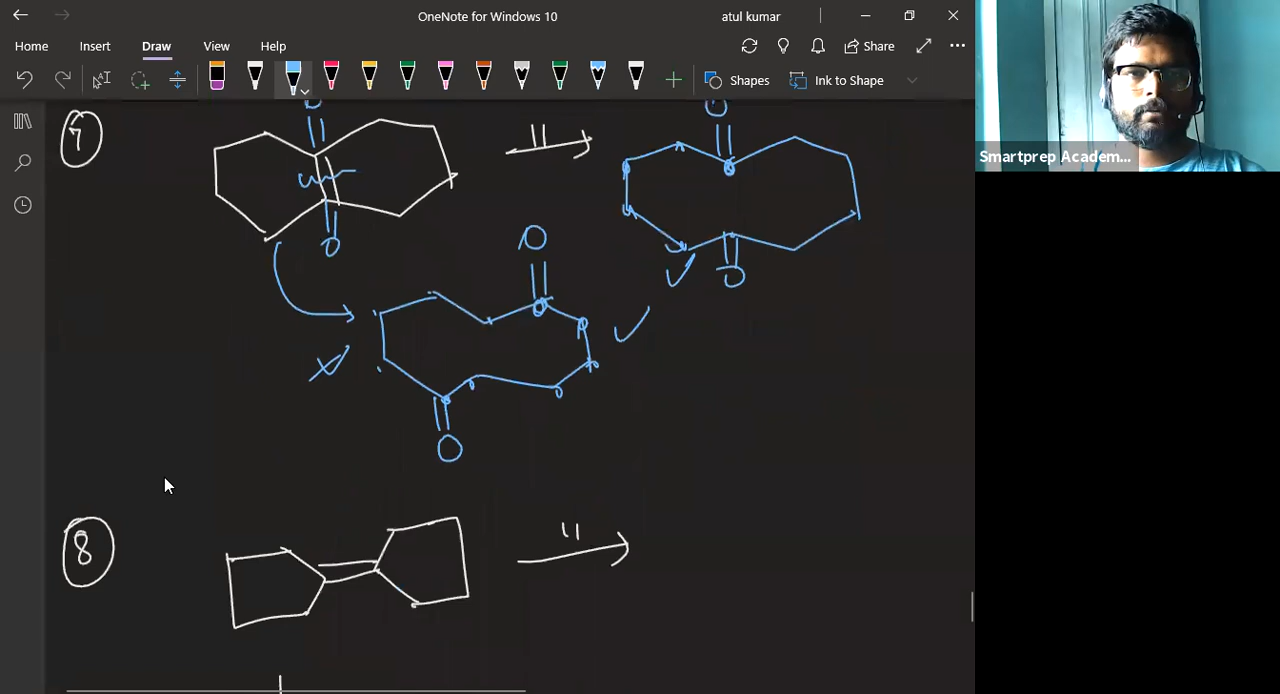 OneNote for Windows 10
atul kumar
Home Insert Draw View Help
Share
Shapes
Ink to Shape
Smartprep Academ...
7
O
O
O
O
O
O
8